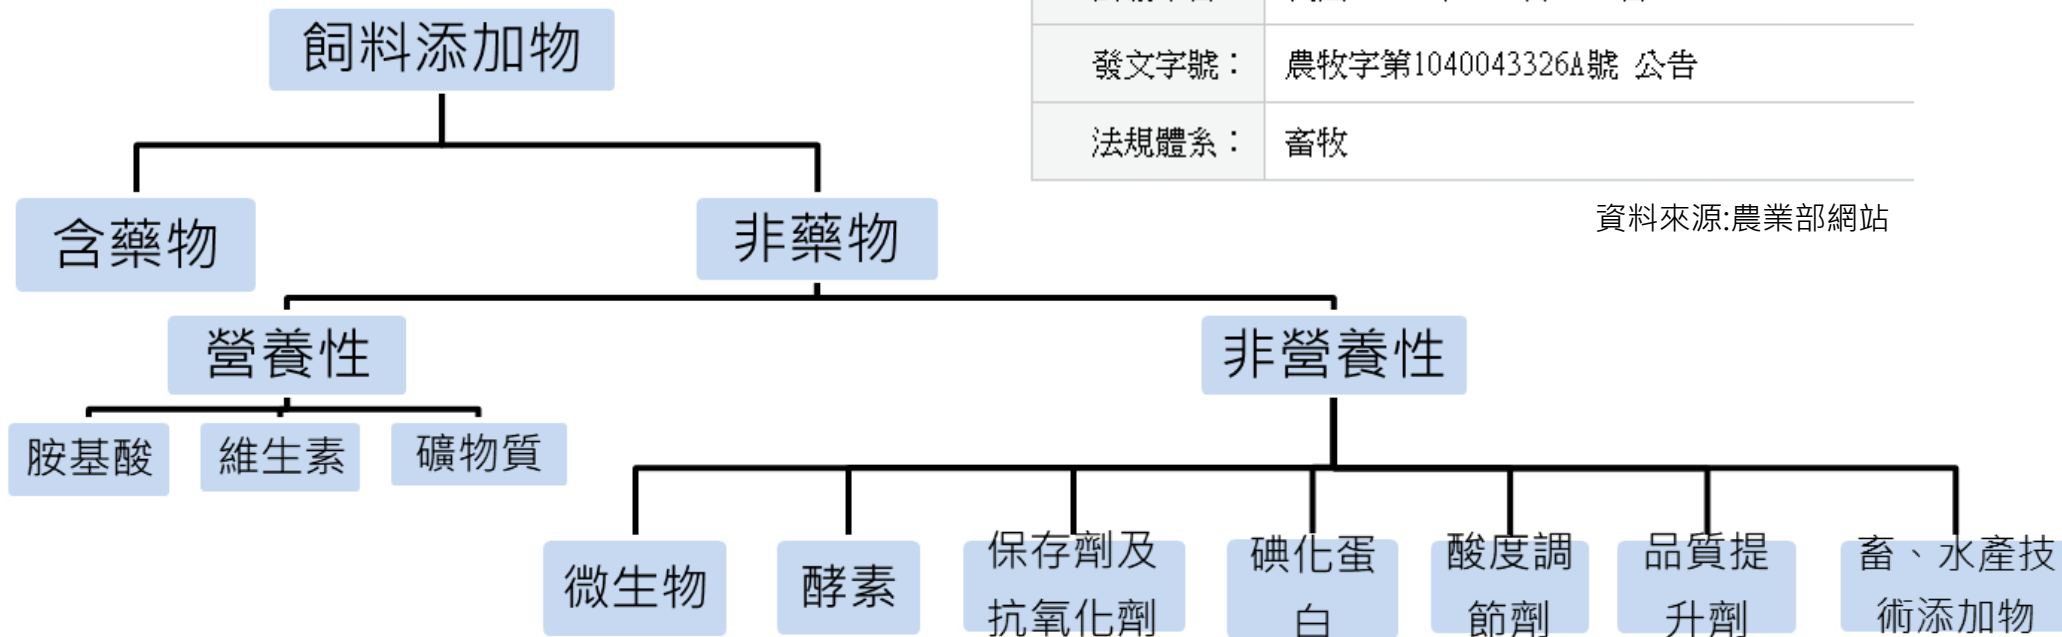 飼料添加物
發文字號：
農牧字第1040043326A號 公告
法規體系：
畜牧
資料來源:農業部網站
含藥物
非藥物
營養性
非營養性
胺基酸
維生素
礦物質
微生物
酵素
保存劑及
抗氧化劑
碘化蛋
白
酸度調
節劑
品質提
升劑
畜、水產技
術添加物